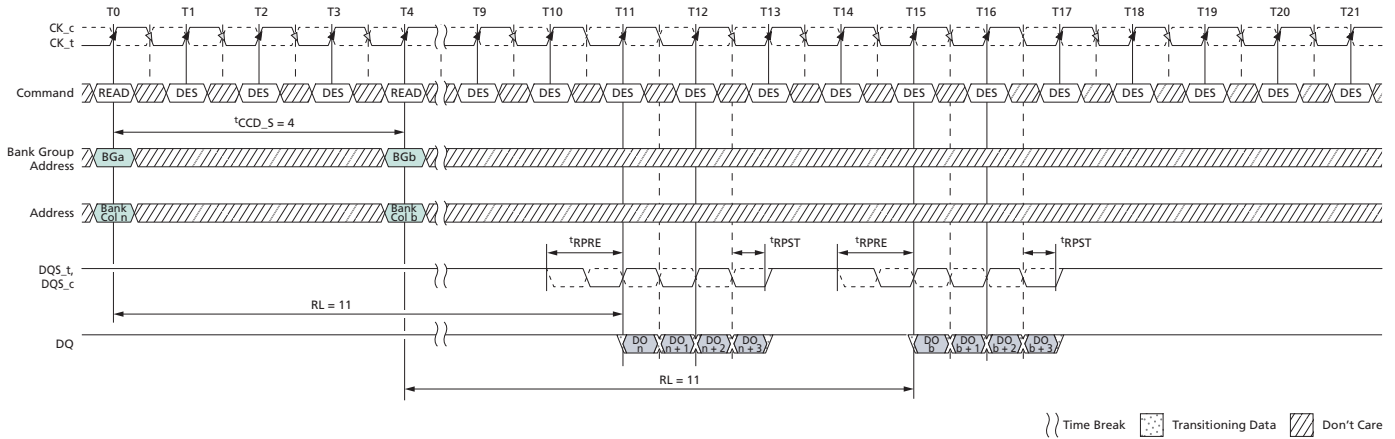 T0 T1 T2 T3 T4 T9 T10 T11 T12 T13 T14 T15 T16 T17 T18 T19 T20 T21
CK_c
CK_t
Command READ DES DES DES READ DES DES DES DES DES DES DES DES DES DES DES DES DES
tCCD_S = 4
Bank Group
Address
BGa BGb
Address
Bank
Col n
Bank
Col b
tRPRE tRPST tRPRE tRPST
DQS_t,
DQS_c
RL = 11
DQ
DO
n
DO
n + 1
DO
n + 2
DO
n + 3
DO
b
DO
b + 1
DO
b + 2
DO
b + 3
RL = 11
Time Break Transitioning Data Don't Care